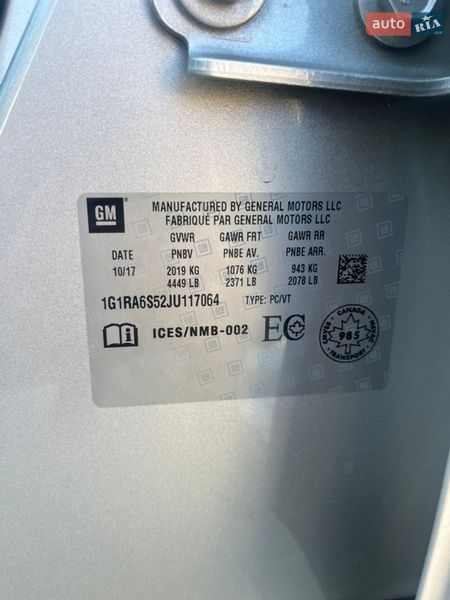 auto RIA
.com
GM
MANUFACTURED BY GENERAL MOTORS LLC
FABRIQUÉ PAR GENERAL MOTORS LLC
GVWR GAWR FRT GAWR RR
DATE PNBV PNBE AV. PNBE ARR.
10/17 2019 KG 1076 KG 943 KG
4449 LB 2371 LB 2078 LB
1G1RA6S52JU117064 TYPE: PC/VT
i ICES/NMB-002 EC
CANADA
985
TRANSPORT